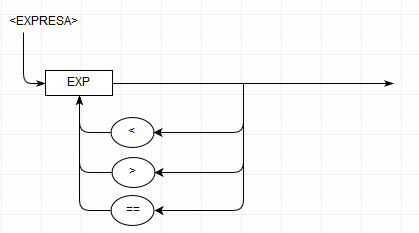 <EXPRESA>
EXP
<
>
==